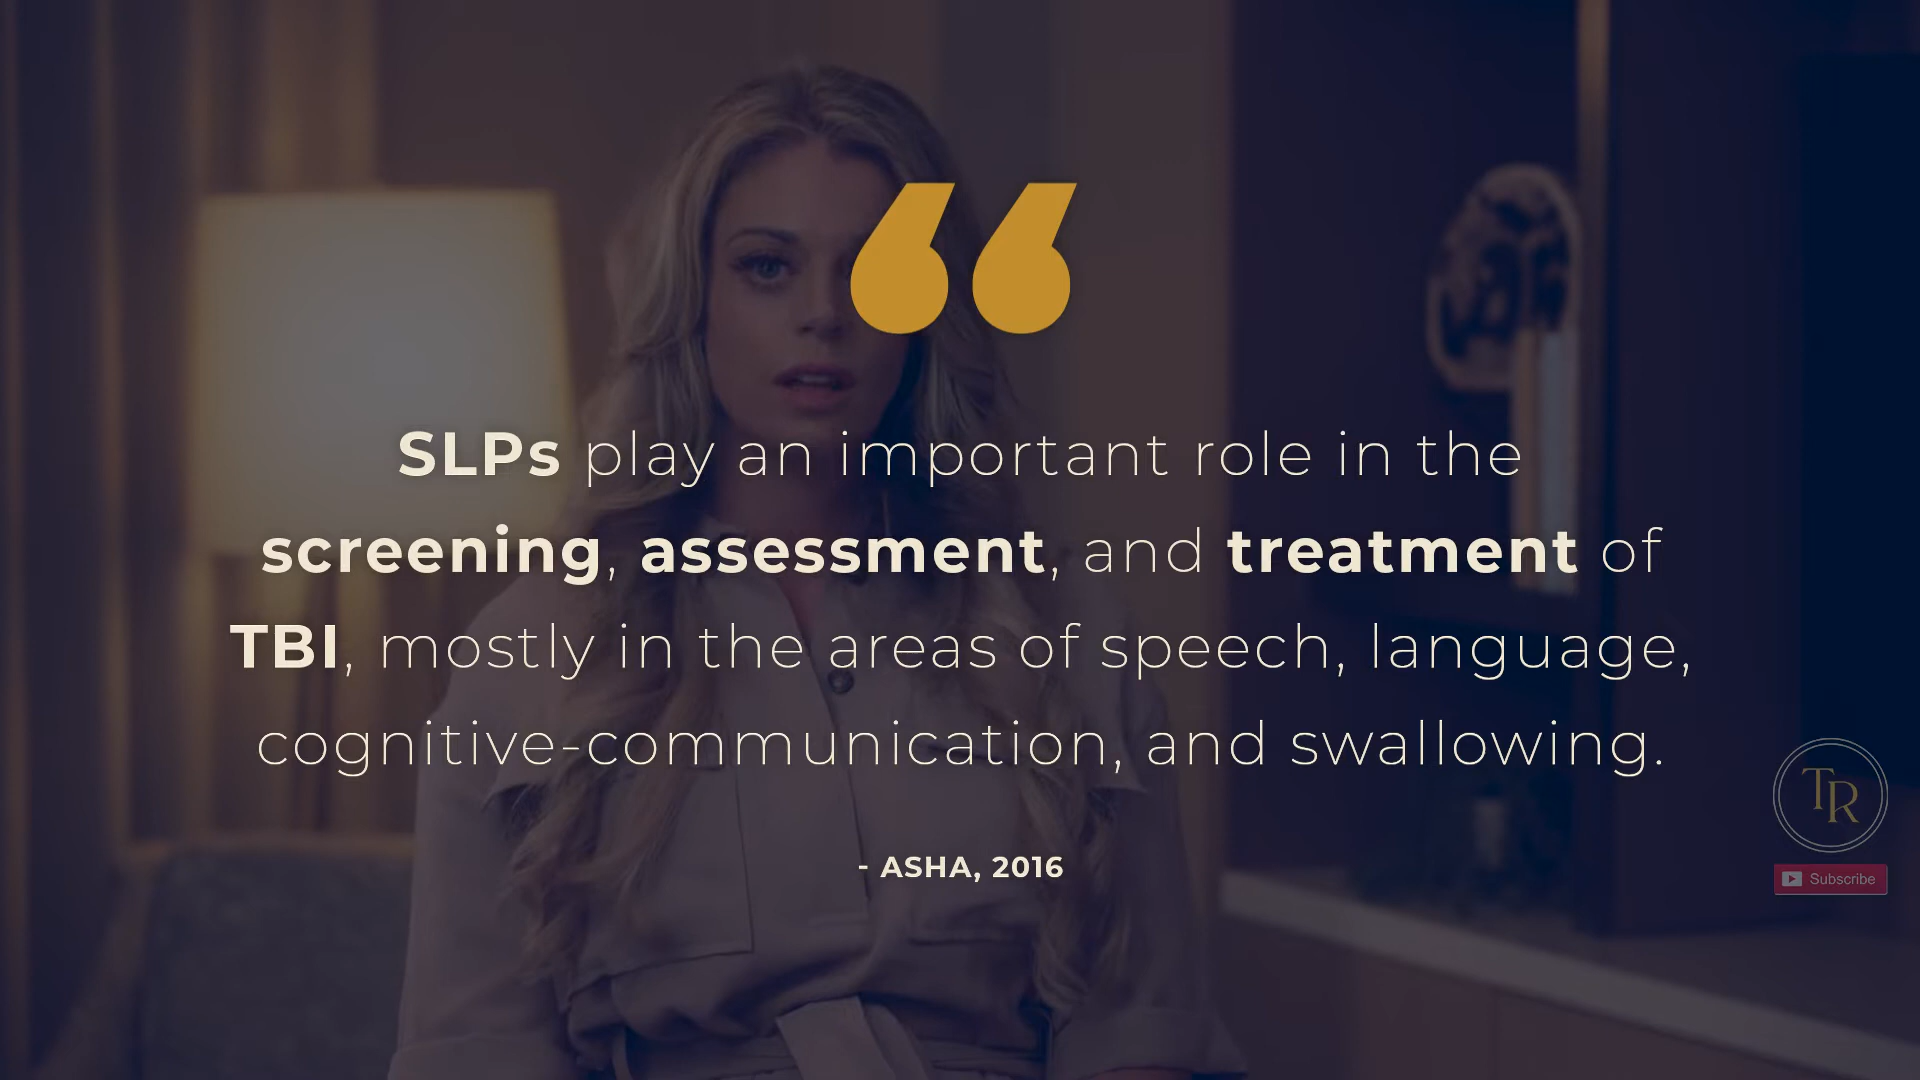 “
SLPs play an important role in the
screening, assessment, and treatment of
TBI, mostly in the areas of speech, language,
cognitive-communication, and swallowing.
- ASHA, 2016
TR
Subscribe